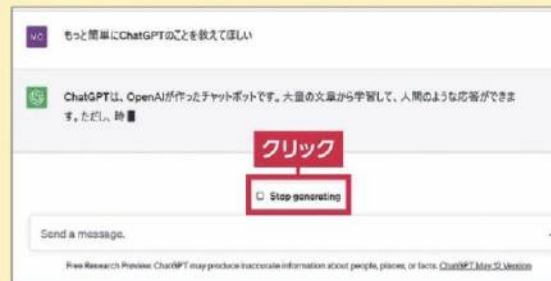 NO
もっと簡単にChatGPTのことを教えてほしい
ChatGPTは、OpenAIが作ったチャットボットです。大量の文章から学習して、人間のような応答ができま
す。ただし、時
クリック
Stop generating
Send a message.
Free Research Preview. ChatGPT may produce inaccurate information about people, places, or facts. ChatGPT May 12 Version